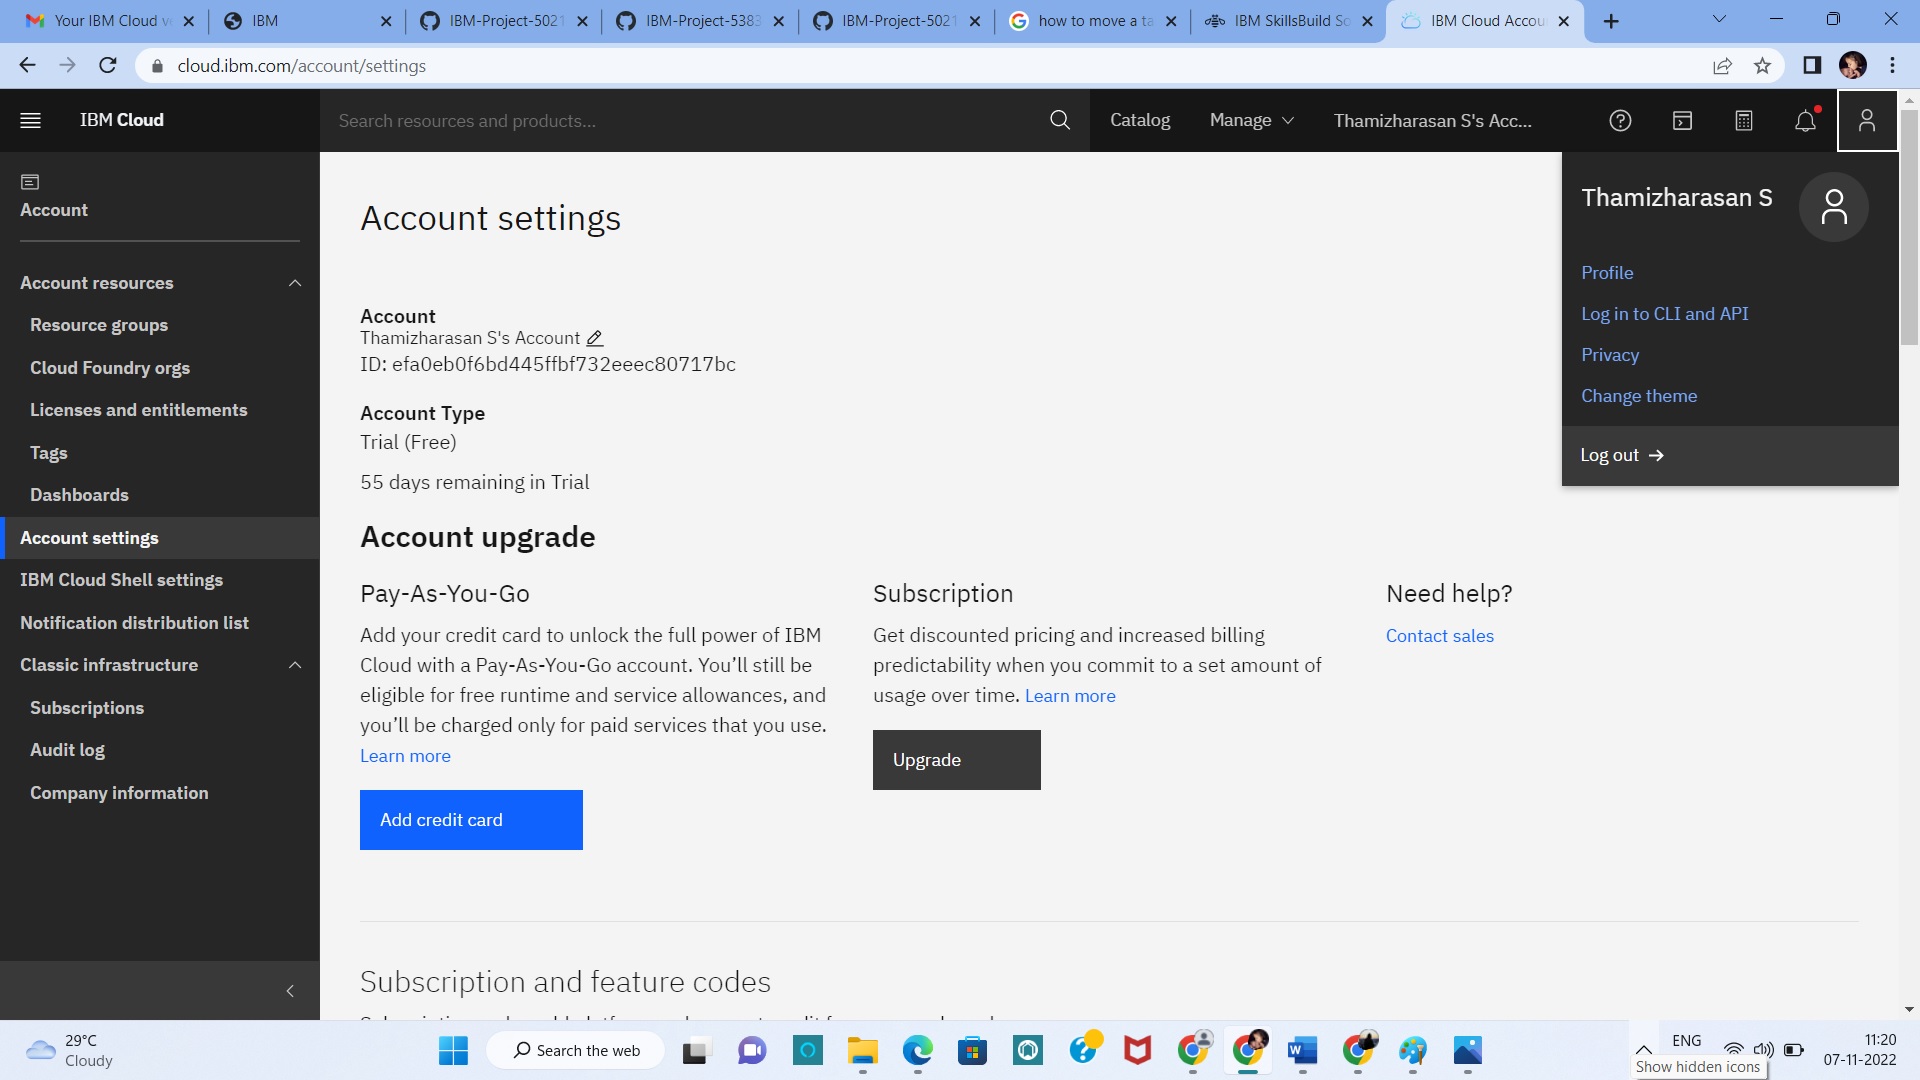 Your IBM Cloud v
IBM
IBM-Project-5021
IBM-Project-5383
IBM-Project-5021
how to move a ta
IBM SkillsBuild So
IBM Cloud Accou
cloud.ibm.com/account/settings
IBM Cloud
Search resources and products...
Catalog
Manage
Thamizharasan S's Acc...
Account
Account resources
Resource groups
Cloud Foundry orgs
Licenses and entitlements
Tags
Dashboards
Account settings
IBM Cloud Shell settings
Notification distribution list
Classic infrastructure
Subscriptions
Audit log
Company information
Account settings
Account
Thamizharasan S's Account
ID: efa0eb0f6bd445ffbf732eeec80717bc
Account Type
Trial (Free)
55 days remaining in Trial
Account upgrade
Pay-As-You-Go
Add your credit card to unlock the full power of IBM
Cloud with a Pay-As-You-Go account. You’ll still be
eligible for free runtime and service allowances, and
you’ll be charged only for paid services that you use.
Learn more
Add credit card
Subscription
Get discounted pricing and increased billing
predictability when you commit to a set amount of
usage over time. Learn more
Upgrade
Need help?
Contact sales
Subscription and feature codes
Thamizharasan S
Profile
Log in to CLI and API
Privacy
Change theme
Log out →
29°C
Cloudy
Search the web
ENG
11:20
07-11-2022
Show hidden icons